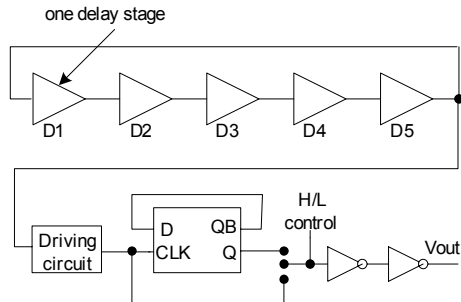 one delay stage
D1
D2
D3
D4
D5
Driving
circuit
D
QB
CLK
Q
H/L
control
Vout